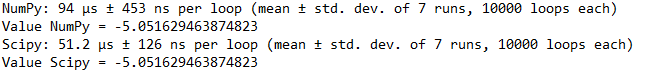 NumPy: 94 µs ± 453 ns per loop (mean ± std. dev. of 7 runs, 10000 loops each)
Value NumPy = -5.051629463874823
Scipy: 51.2 µs ± 126 ns per loop (mean ± std. dev. of 7 runs, 10000 loops each)
Value Scipy = -5.051629463874823